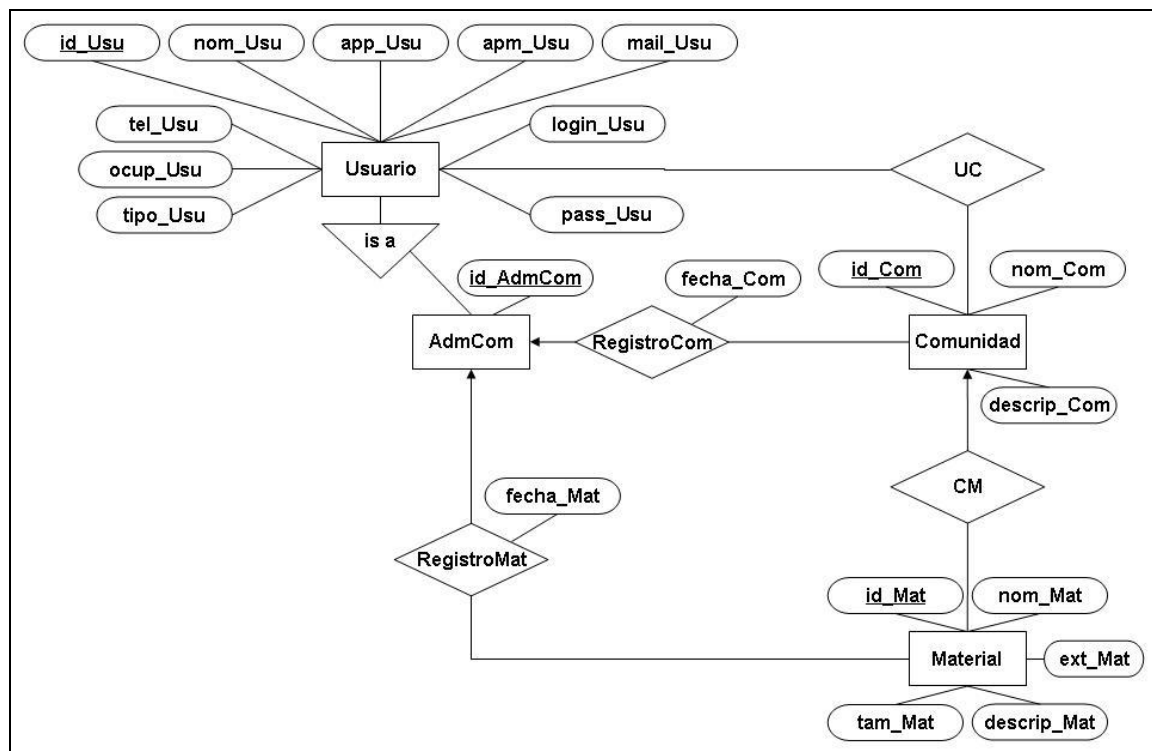 id_Usu
nom_Usu
app_Usu
apm_Usu
mail_Usu
tel_Usu
login_Usu
ocup_Usu
Usuario
UC
tipo_Usu
pass_Usu
is a
id_AdmCom
fecha_Com
id_Com
nom_Com
AdmCom
RegistroCom
Comunidad
descrip_Com
CM
fecha_Mat
RegistroMat
id_Mat
nom_Mat
Material
ext_Mat
tam_Mat
descrip_Mat